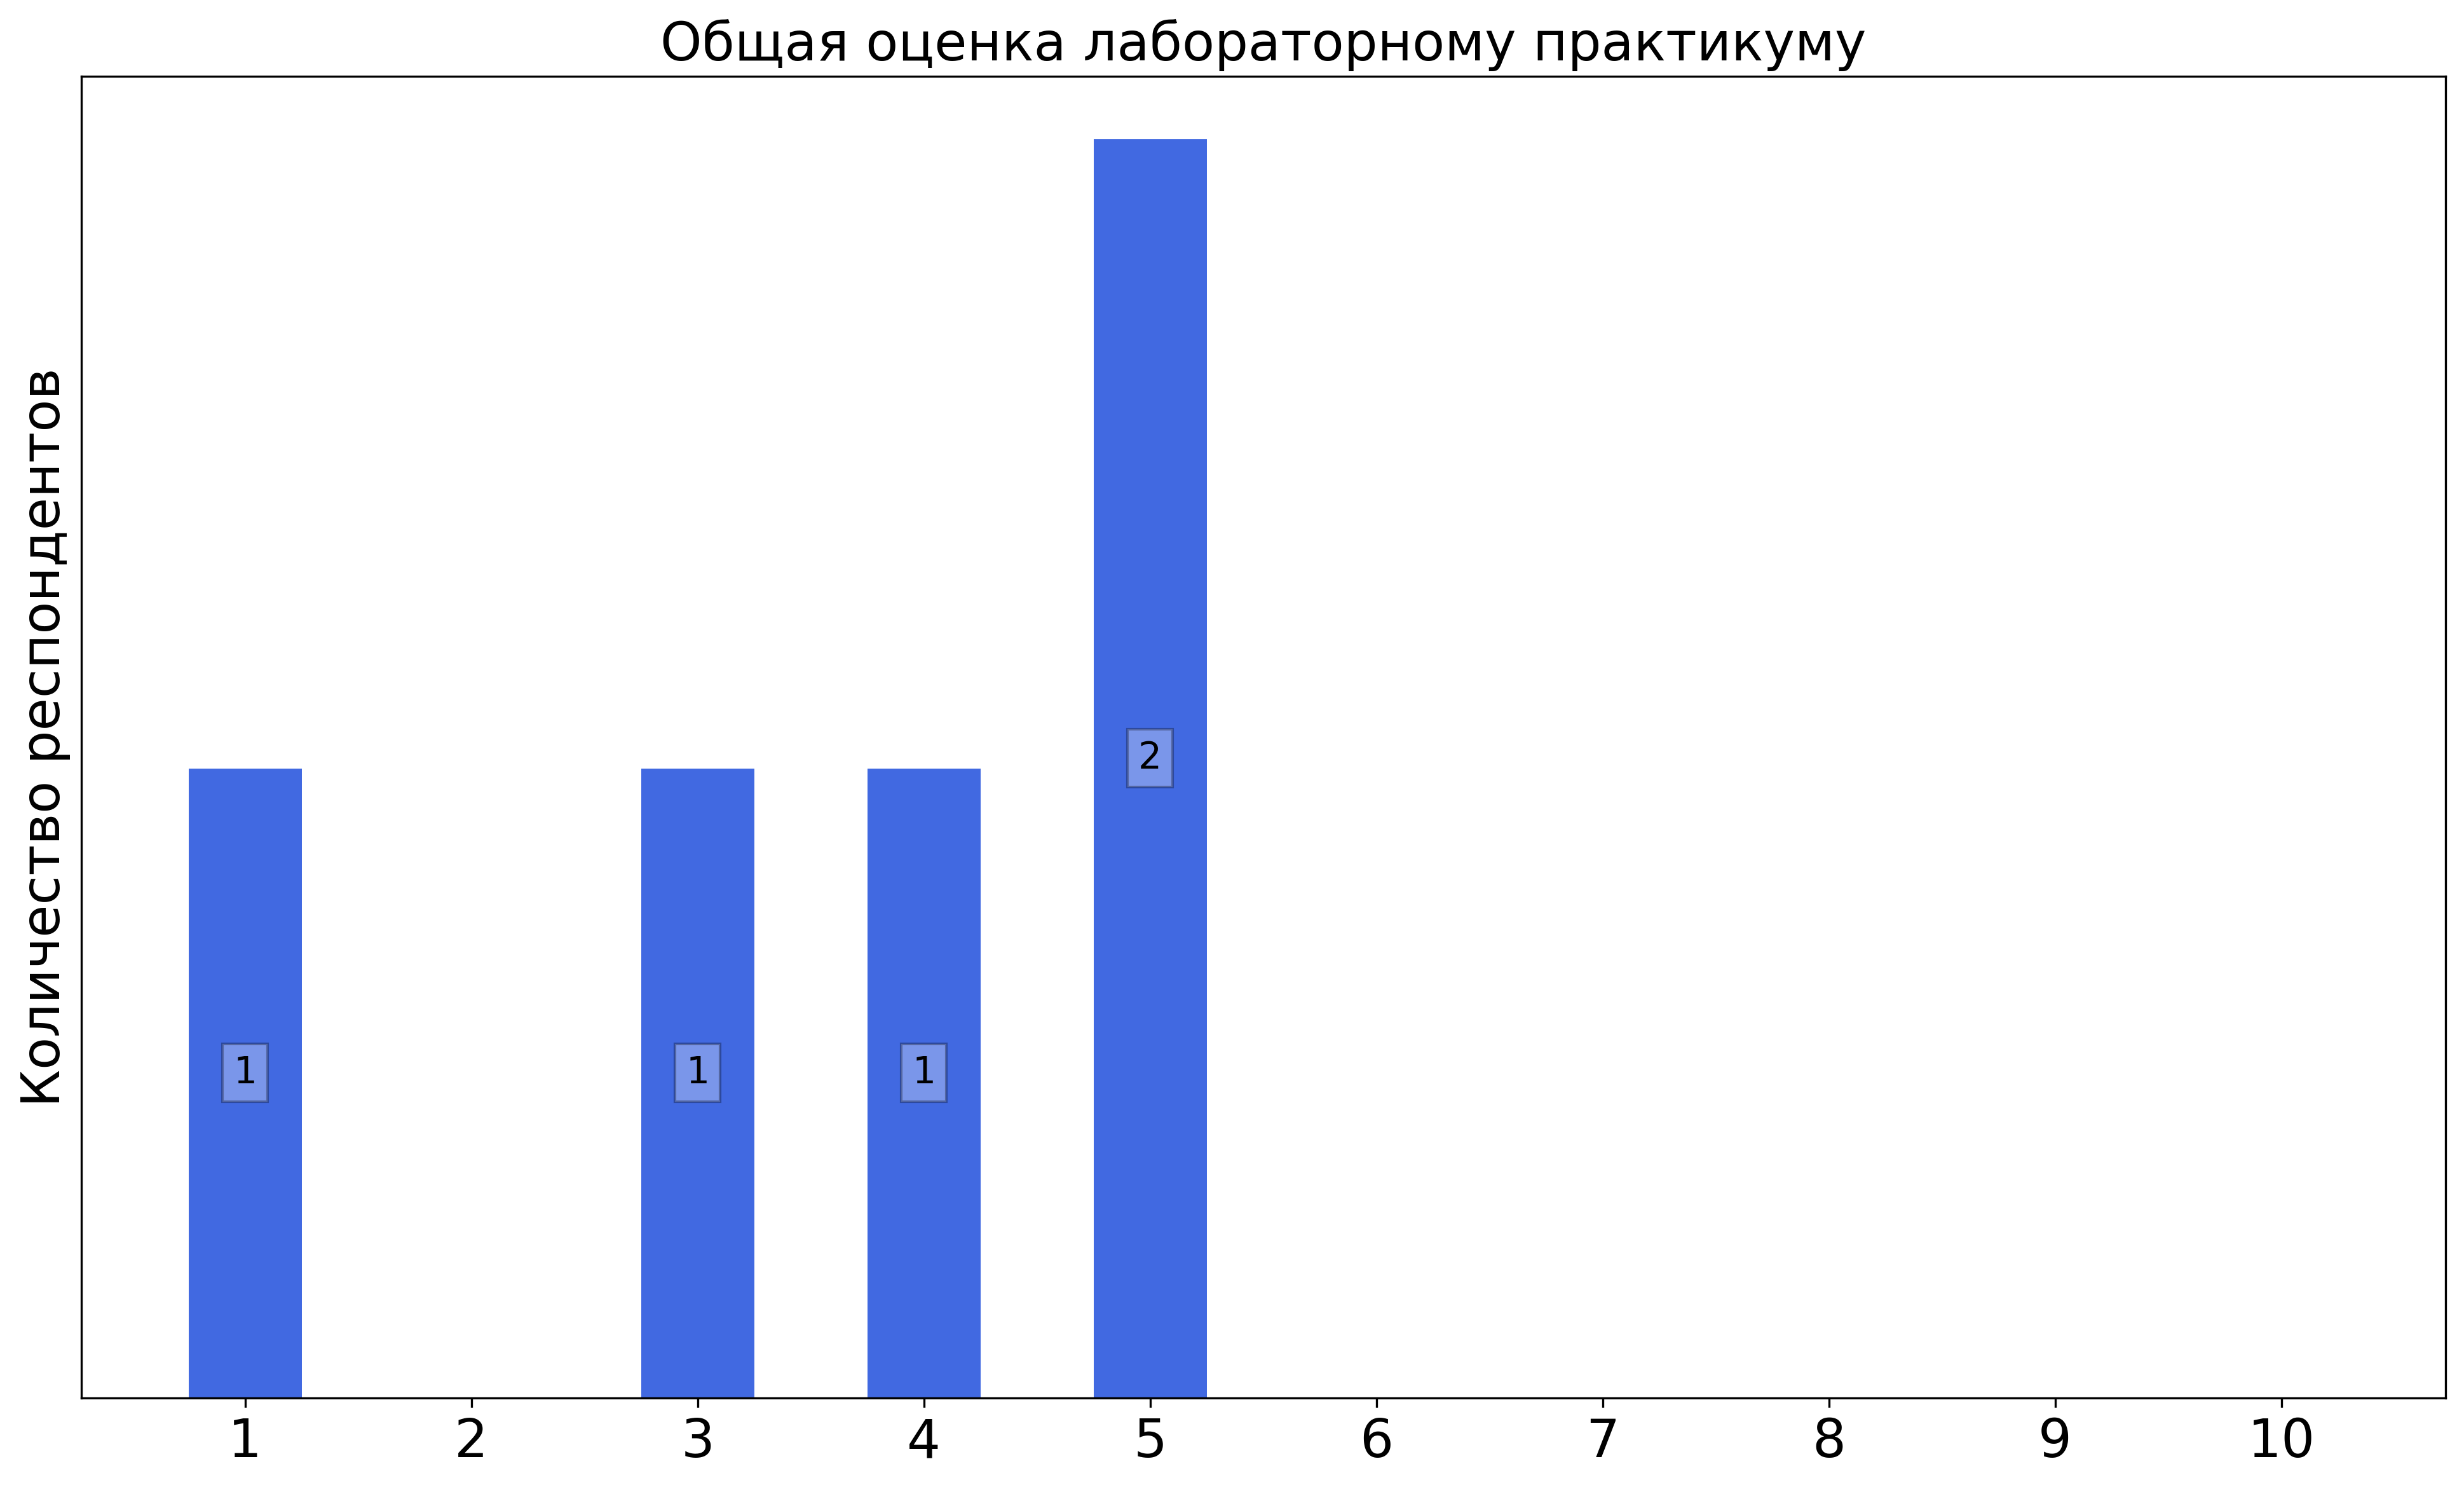 Общая оценка лабораторному практикуму
Количество респондентов
2
1 1 1
1 2 3 4 5 6 7 8 9 10